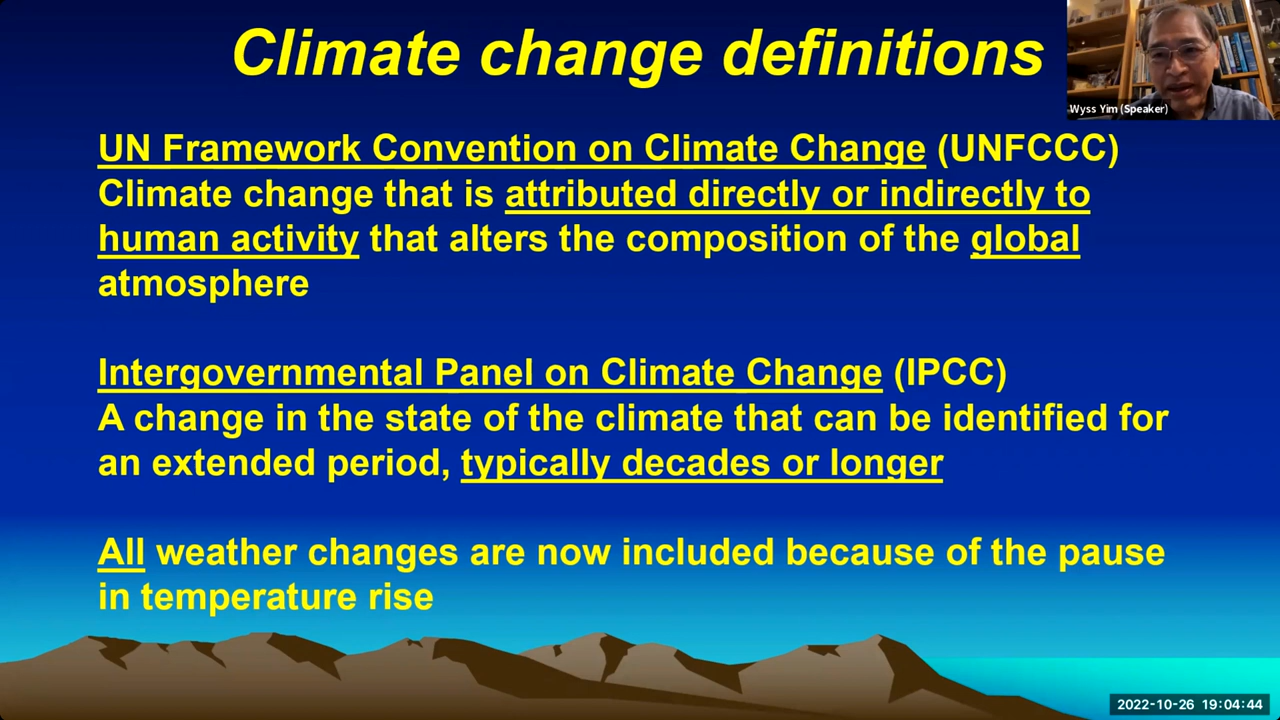 Climate change definitions
Wyss Yim (Speaker)
UN Framework Convention on Climate Change (UNFCCC)
Climate change that is attributed directly or indirectly to
human activity that alters the composition of the global
atmosphere
Intergovernmental Panel on Climate Change (IPCC)
A change in the state of the climate that can be identified for
an extended period, typically decades or longer
All weather changes are now included because of the pause
in temperature rise
2022-10-26 19:04:44